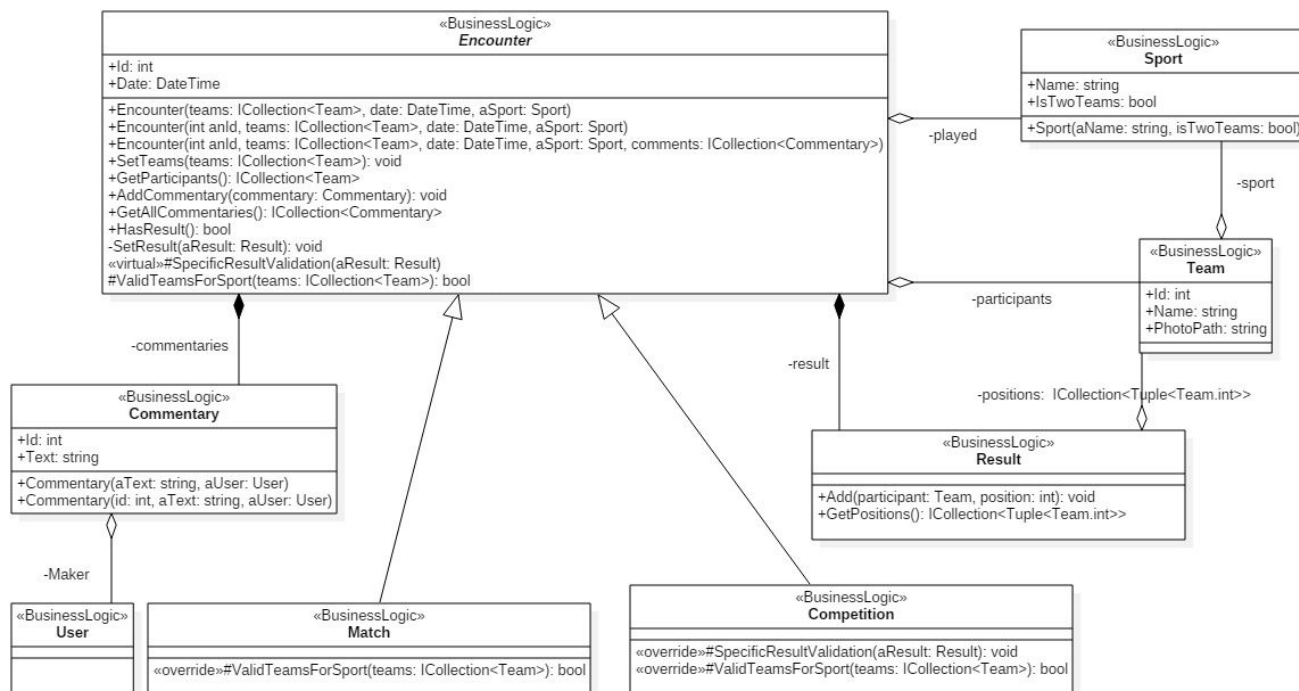 «BusinessLogic»
Encounter
+Id: int
+Date: DateTime
+Encounter(teams: ICollection<Team>, date: DateTime, aSport: Sport)
+Encounter(int anId, teams: ICollection<Team>, date: DateTime, aSport: Sport)
+Encounter(int anId, teams: ICollection<Team>, date: DateTime, aSport: Sport, comments: ICollection<Commentary>)
+SetTeams(teams: ICollection<Team>): void
+GetParticipants(): ICollection<Team>
+AddCommentary(commentary: Commentary): void
+GetAllCommentaries(): ICollection<Commentary>
+HasResult(): bool
-SetResult(aResult: Result): void
«virtual»#SpecificResultValidation(aResult: Result)
#ValidTeamsForSport(teams: ICollection<Team>): bool
«BusinessLogic»
Sport
+Name: string
+IsTwoTeams: bool
+Sport(aName: string, isTwoTeams: bool)
-played
-sport
«BusinessLogic»
Team
+Id: int
+Name: string
+PhotoPath: string
-participants
-commentaries
-result
-positions: ICollection<Tuple<Team.int>>
«BusinessLogic»
Commentary
+Id: int
+Text: string
+Commentary(aText: string, aUser: User)
+Commentary(id: int, aText: string, aUser: User)
«BusinessLogic»
Result
+Add(participant: Team, position: int): void
+GetPositions(): ICollection<Tuple<Team.int>>
-Maker
«BusinessLogic»
User
«BusinessLogic»
Match
«override»#ValidTeamsForSport(teams: ICollection<Team>): bool
«BusinessLogic»
Competition
«override»#SpecificResultValidation(aResult: Result): void
«override»#ValidTeamsForSport(teams: ICollection<Team>): bool